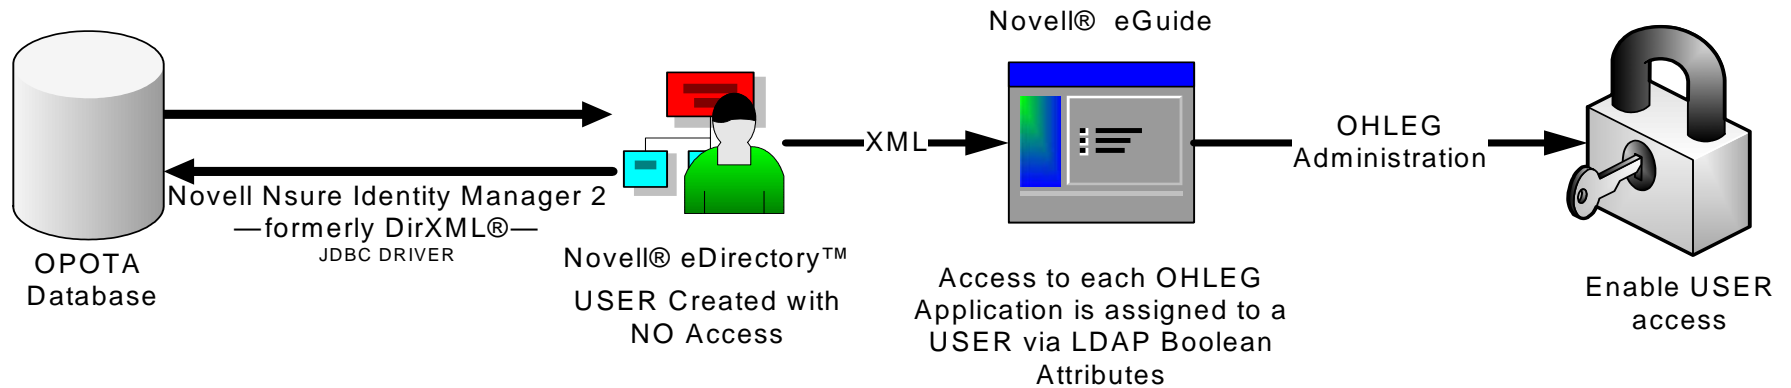 Novell® eGuide
XML
OHLEG
Administration
Novell Nsure Identity Manager 2
—formerly DirXML®—
JDBC DRIVER
OPOTA
Database
Novell® eDirectory™
USER Created with
NO Access
Access to each OHLEG
Application is assigned to a
USER via LDAP Boolean
Attributes
Enable USER
access